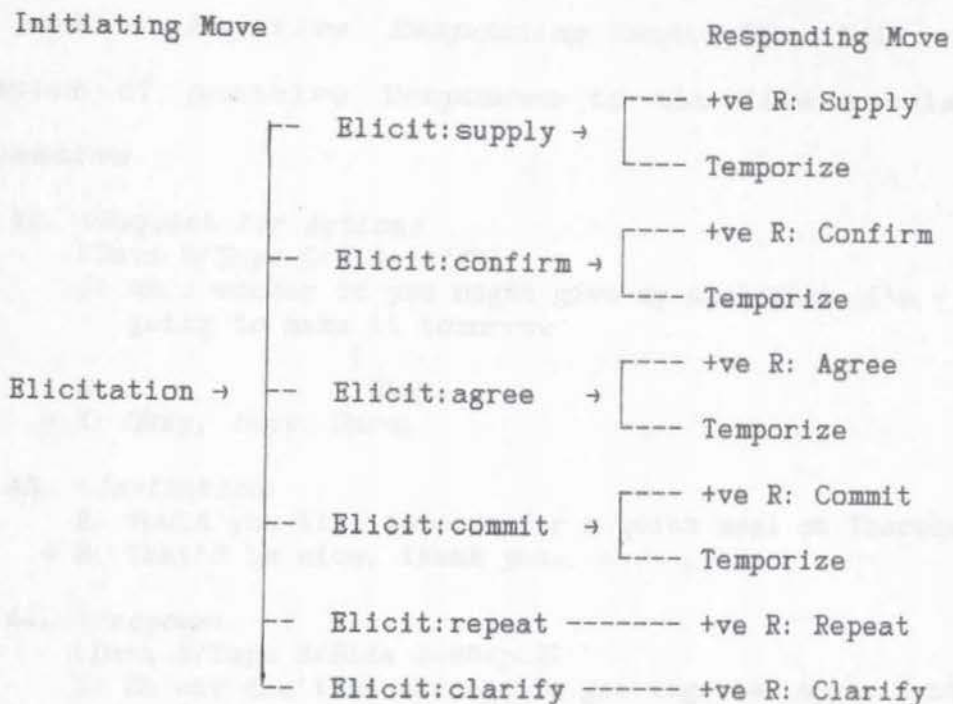 Initiating Move Responding Move
Elicit:supply → +ve R: Supply
Temporize
Elicit:confirm → +ve R: Confirm
Temporize
Elicitation → Elicit:agree → +ve R: Agree
Temporize
Elicit:commit → +ve R: Commit
Temporize
Elicit:repeat +ve R: Repeat
Elicit:clarify +ve R: Clarify